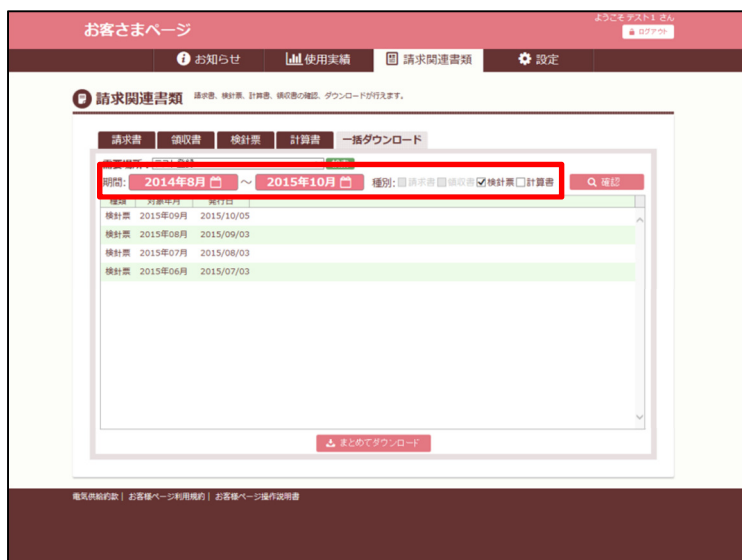 ようこそ テスト1 さん
お客さまページ
ログアウト
お知らせ 使用実績 請求関連書類 設定
請求関連書類 請求書、検針票、計算書、領収書の確認、ダウンロードが行えます。
請求書 領収書 検針票 計算書 一括ダウンロード
期間: 2014年8月 ～ 2015年10月 種別: 請求書 領収書 検針票 計算書 確認
種類 対象年月 発行日
検針票 2015年09月 2015/10/05
検針票 2015年08月 2015/09/03
検針票 2015年07月 2015/08/03
検針票 2015年06月 2015/07/03
まとめてダウンロード
電気供給約款 | お客様ページ利用規約 | お客様ページ操作説明書